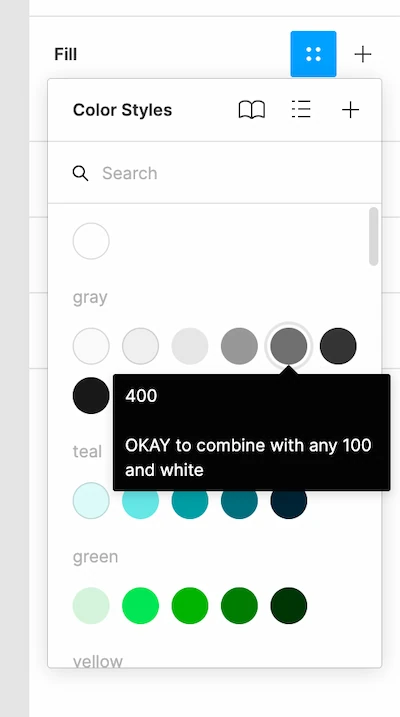 Fill
Color Styles
Search
gray
400
OKAY to combine with any 100
and white
teal
green
yellow